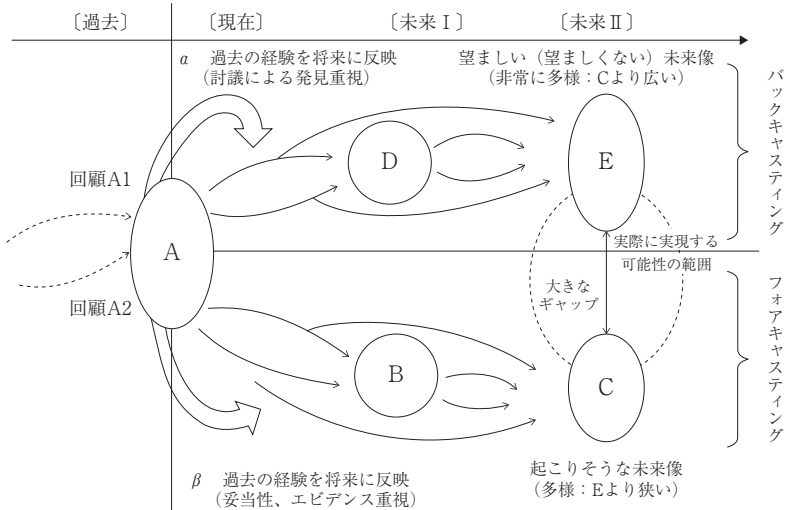 〔過去〕
〔現在〕
〔未来Ⅰ〕
〔未来Ⅱ〕
α　過去の経験を将来に反映
（討議による発見重視）
望ましい（望ましくない）未来像
（非常に多様：Cより広い）
バックキャスティング
回顧A1
D
E
A
実際に実現する
可能性の範囲
大きな
ギャップ
回顧A2
B
C
フォアキャスティング
β　過去の経験を将来に反映
（妥当性、エビデンス重視）
起こりそうな未来像
（多様：Eより狭い）